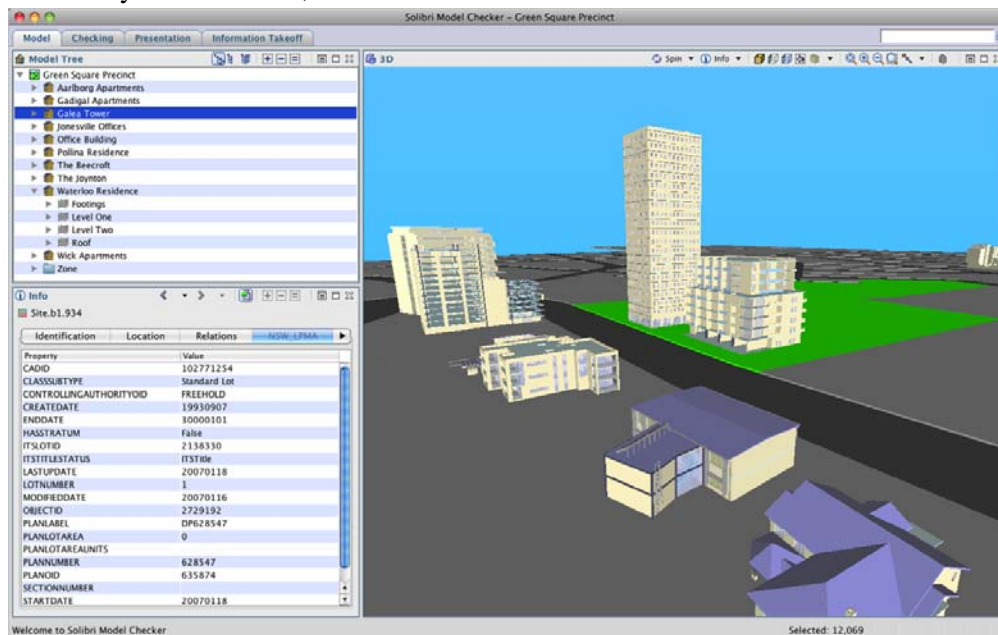 Solibri Model Checker - Green Square Precinct
Model Checking Presentation Information Takeoff
Model Tree
Green Square Precinct
Aarlborg Apartments
Gadigal Apartments
Galea Tower
Jonesville Offices
Office Building
Pollina Residence
The Beecroft
The Joynton
Waterloo Residence
Footings
Level One
Level Two
Roof
Wick Apartments
Zone
3D Spin Info
Info
Site.b1.934
Identification Location Relations NSW_LPMA
Property Value
CADID 102771254
CLASSSUBTYPE Standard Lot
CONTROLLINGAUTHORITYOID FREEHOLD
CREATEDATE 19930907
ENDDATE 30000101
HASSTRATUM False
ITSLOTID 2138330
ITSTITLESTATUS ITSTitle
LASTUPDATE 20070118
LOTNUMBER 1
MODIFIEDDATE 20070116
OBJECTID 2729192
PLANLABEL DP628547
PLANLOTAREA 0
PLANLOTAREAUNITS
PLANNUMBER 628547
PLANOID 635874
SECTIONNUMBER
STARTDATE 20070118
Welcome to Solibri Model Checker Selected: 12,069